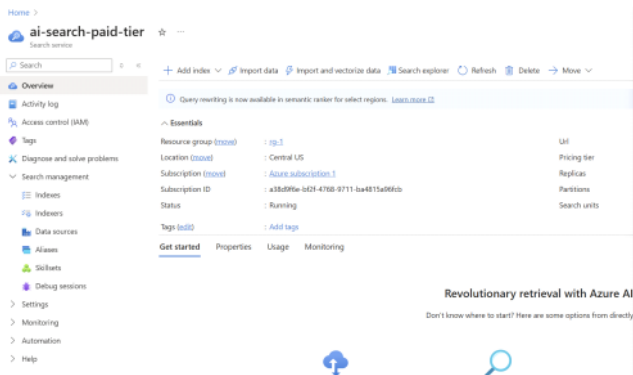 Home >
ai-search-paid-tier
Search service
Search
Overview
Activity log
Access control (IAM)
Tags
Diagnose and solve problems
Search management
Indexes
Indexers
Data sources
Aliases
Skillsets
Debug sessions
Settings
Monitoring
Automation
Help
Add index
Import data
Import and vectorize data
Search explorer
Refresh
Delete
Move
Query rewriting is now available in semantic ranker for select regions. Learn more
Essentials
Resource group (move) : rg-1
Location (move) : Central US
Subscription (move) : Azure subscription 1
Subscription ID : a38d9f6e-bf2f-4768-9711-ba4815a96fcb
Status : Running
Tags (edit) : Add tags
Url
Pricing tier
Replicas
Partitions
Search units
Get started Properties Usage Monitoring
Revolutionary retrieval with Azure AI
Don't know where to start? Here are some options from directly